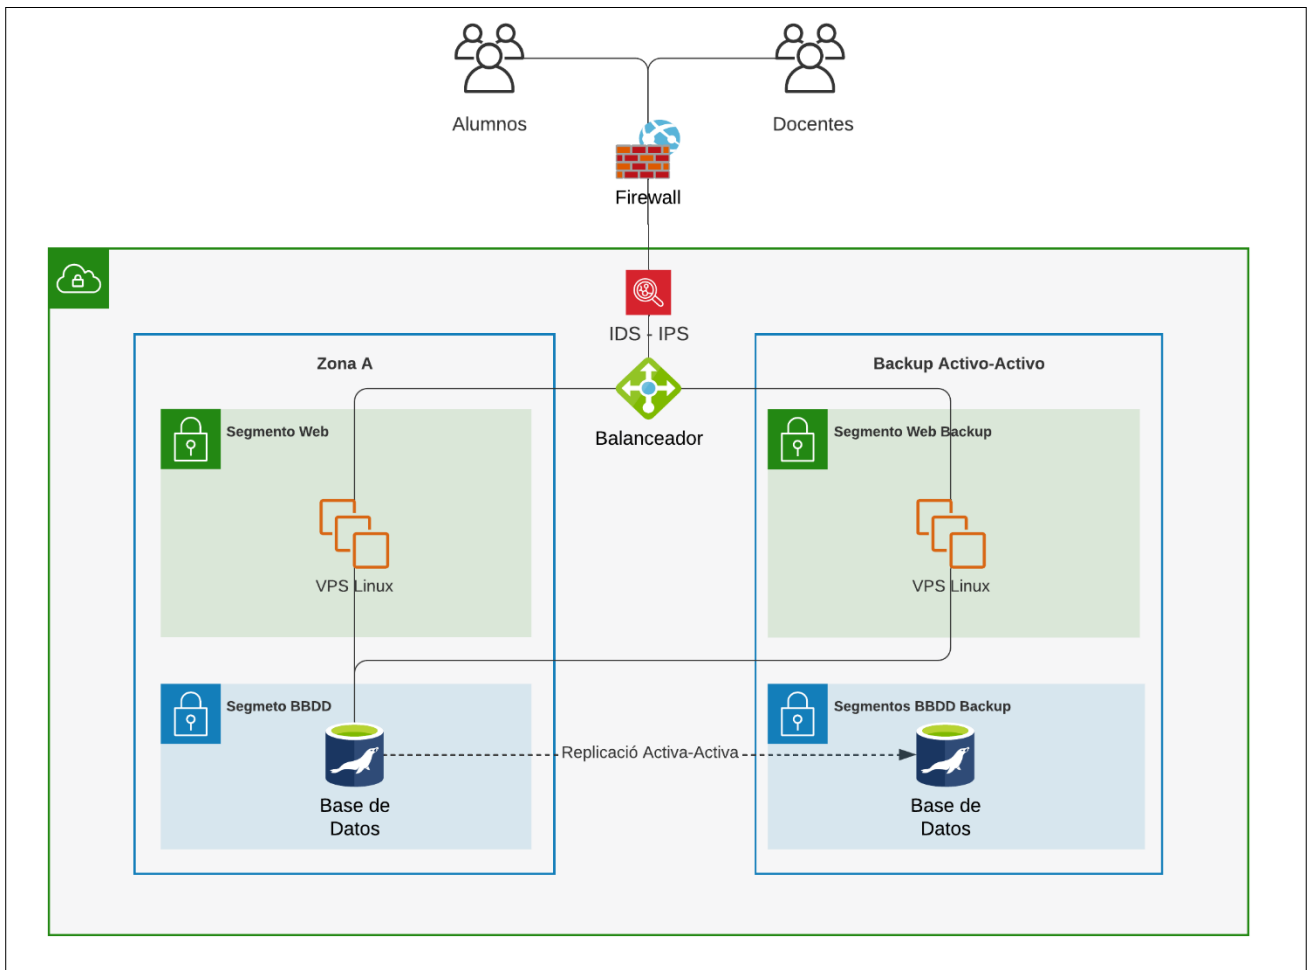 Alumnos
Docentes
Firewall
IDS - IPS
Zona A
Backup Activo-Activo
Segmento Web
Balanceador
Segmento Web Backup
VPS Linux
VPS Linux
Segmeto BBDD
Segmentos BBDD Backup
Replicació Activa-Activa
Base de
Datos
Base de
Datos